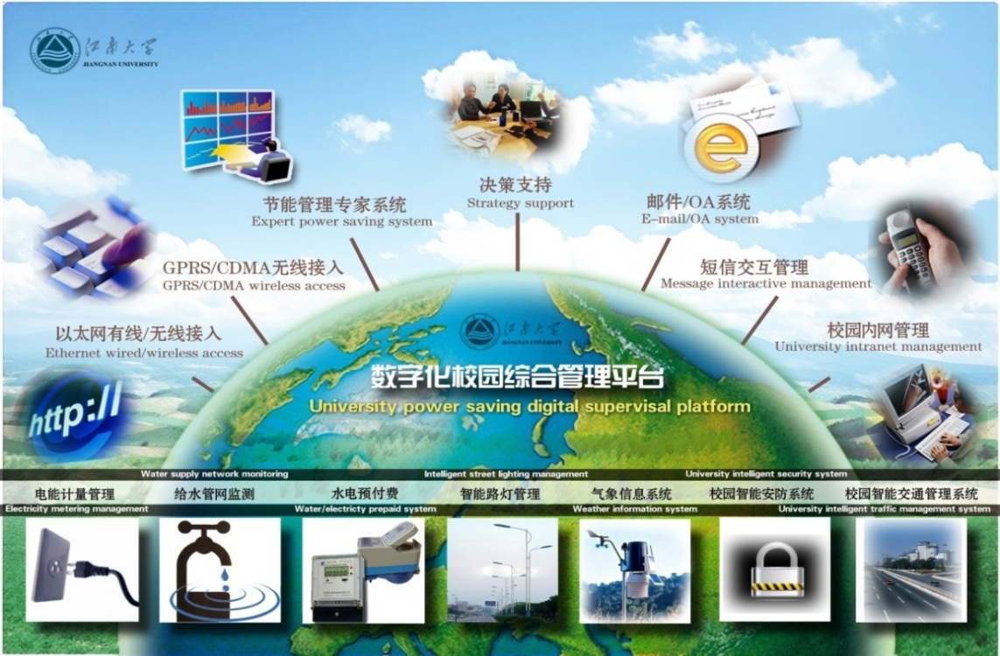 江南大学
JIANGNAN UNIVERSITY
决策支持
Strategy support
节能管理专家系统
Expert power saving system
邮件/OA系统
E-mail/OA system
GPRS/CDMA无线接入
GPRS/CDMA wireless access
短信交互管理
Message interactive management
以太网有线/无线接入
Ethernet wired/wireless access
校园内网管理
University intranet management
http://
江南大学
JIANGNAN UNIVERSITY
数字化校园综合管理平台
University power saving digital supervisal platform
Water supply network monitoring
Intelligent street lighting management
University intelligent security system
电能计量管理
给水管网监测
水电预付费
智能路灯管理
气象信息系统
校园智能安防系统
校园智能交通管理系统
Electricity metering management
Water/electricty prepaid system
Weather information system
University intelligent traffic management system